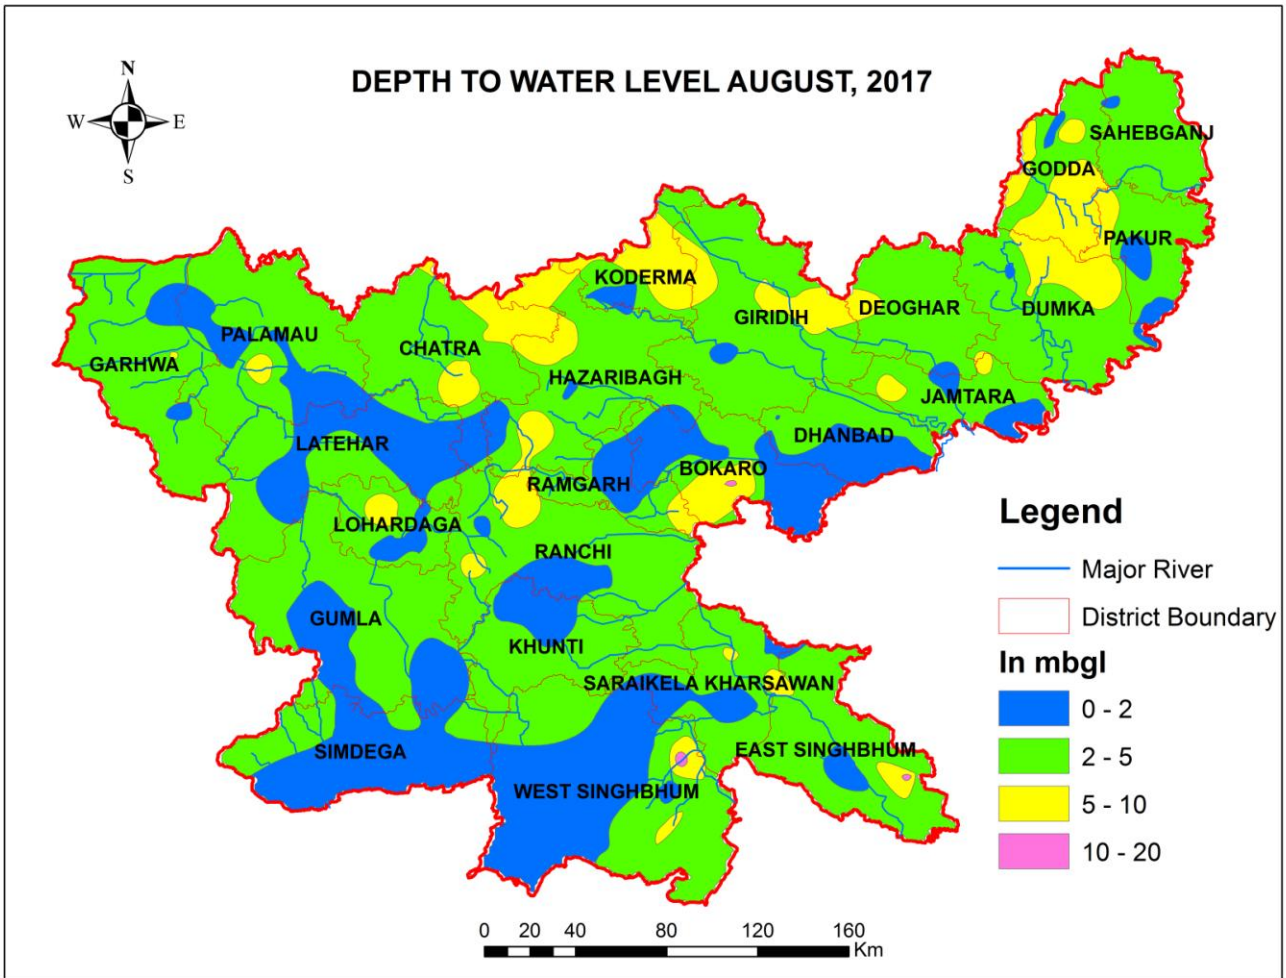 DEPTH TO WATER LEVEL AUGUST, 2017
N
W E
S
SAHEBGANJ
GODDA
PAKUR
KODERMA
DEOGHAR
DUMKA
GIRIDIH
PALAMAU
CHATRA
GARHWA
HAZARIBAGH
JAMTARA
LATEHAR
DHANBAD
BOKARO
RAMGARH
LOHARDAGA
RANCHI
GUMLA
KHUNTI
SARAIKELA KHARSAWAN
SIMDEGA
EAST SINGHBHUM
WEST SINGHBHUM
Legend
Major River
District Boundary
In mbgl
0 - 2
2 - 5
5 - 10
10 - 20
0 20 40 80 120 160
Km